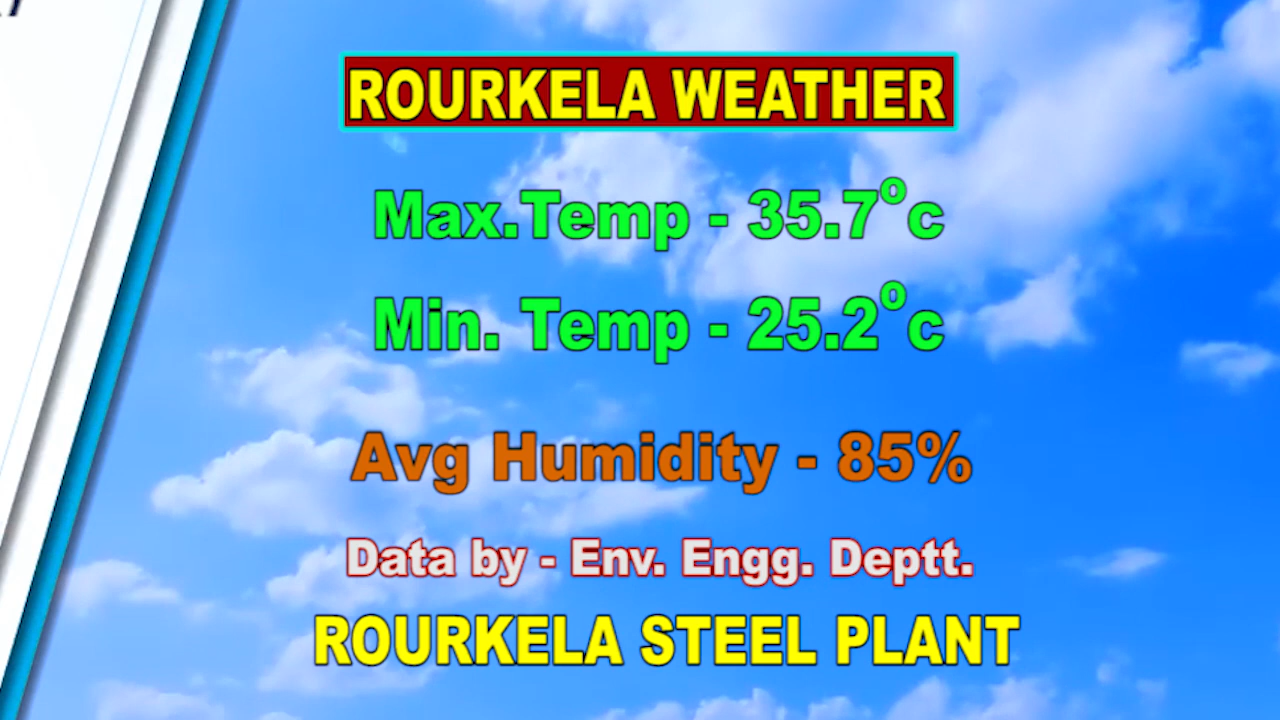 ROURKELA WEATHER
Max.Temp - 35.7°c
Min. Temp - 25.2°c
Avg Humidity - 85%
Data by - Env. Engg. Deptt.
ROURKELA STEEL PLANT